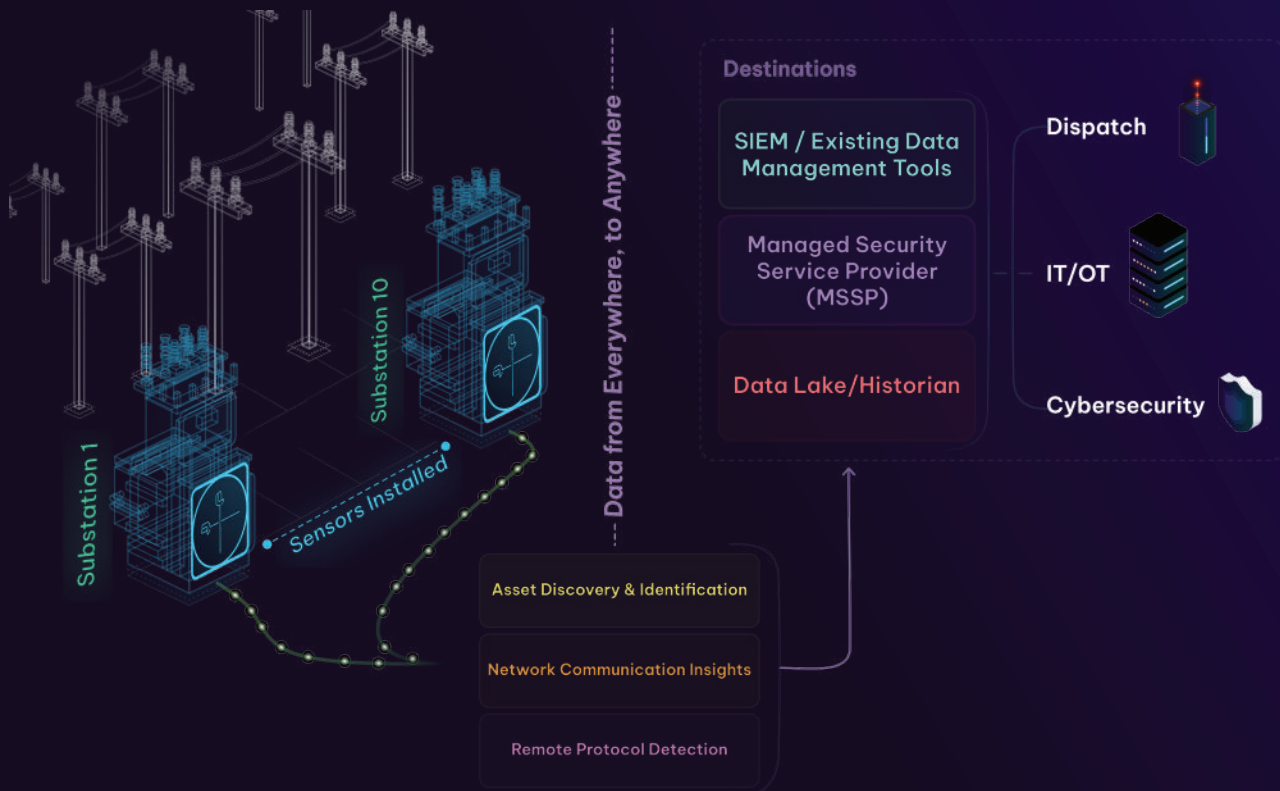 Destinations
SIEM / Existing Data
Management Tools
Managed Security
Service Provider
(MSSP)
Data Lake/Historian
Dispatch
IT/OT
Cybersecurity
Data from Everywhere, to Anywhere
Substation 10
Substation 1
Sensors Installed
Asset Discovery & Identification
Network Communication Insights
Remote Protocol Detection